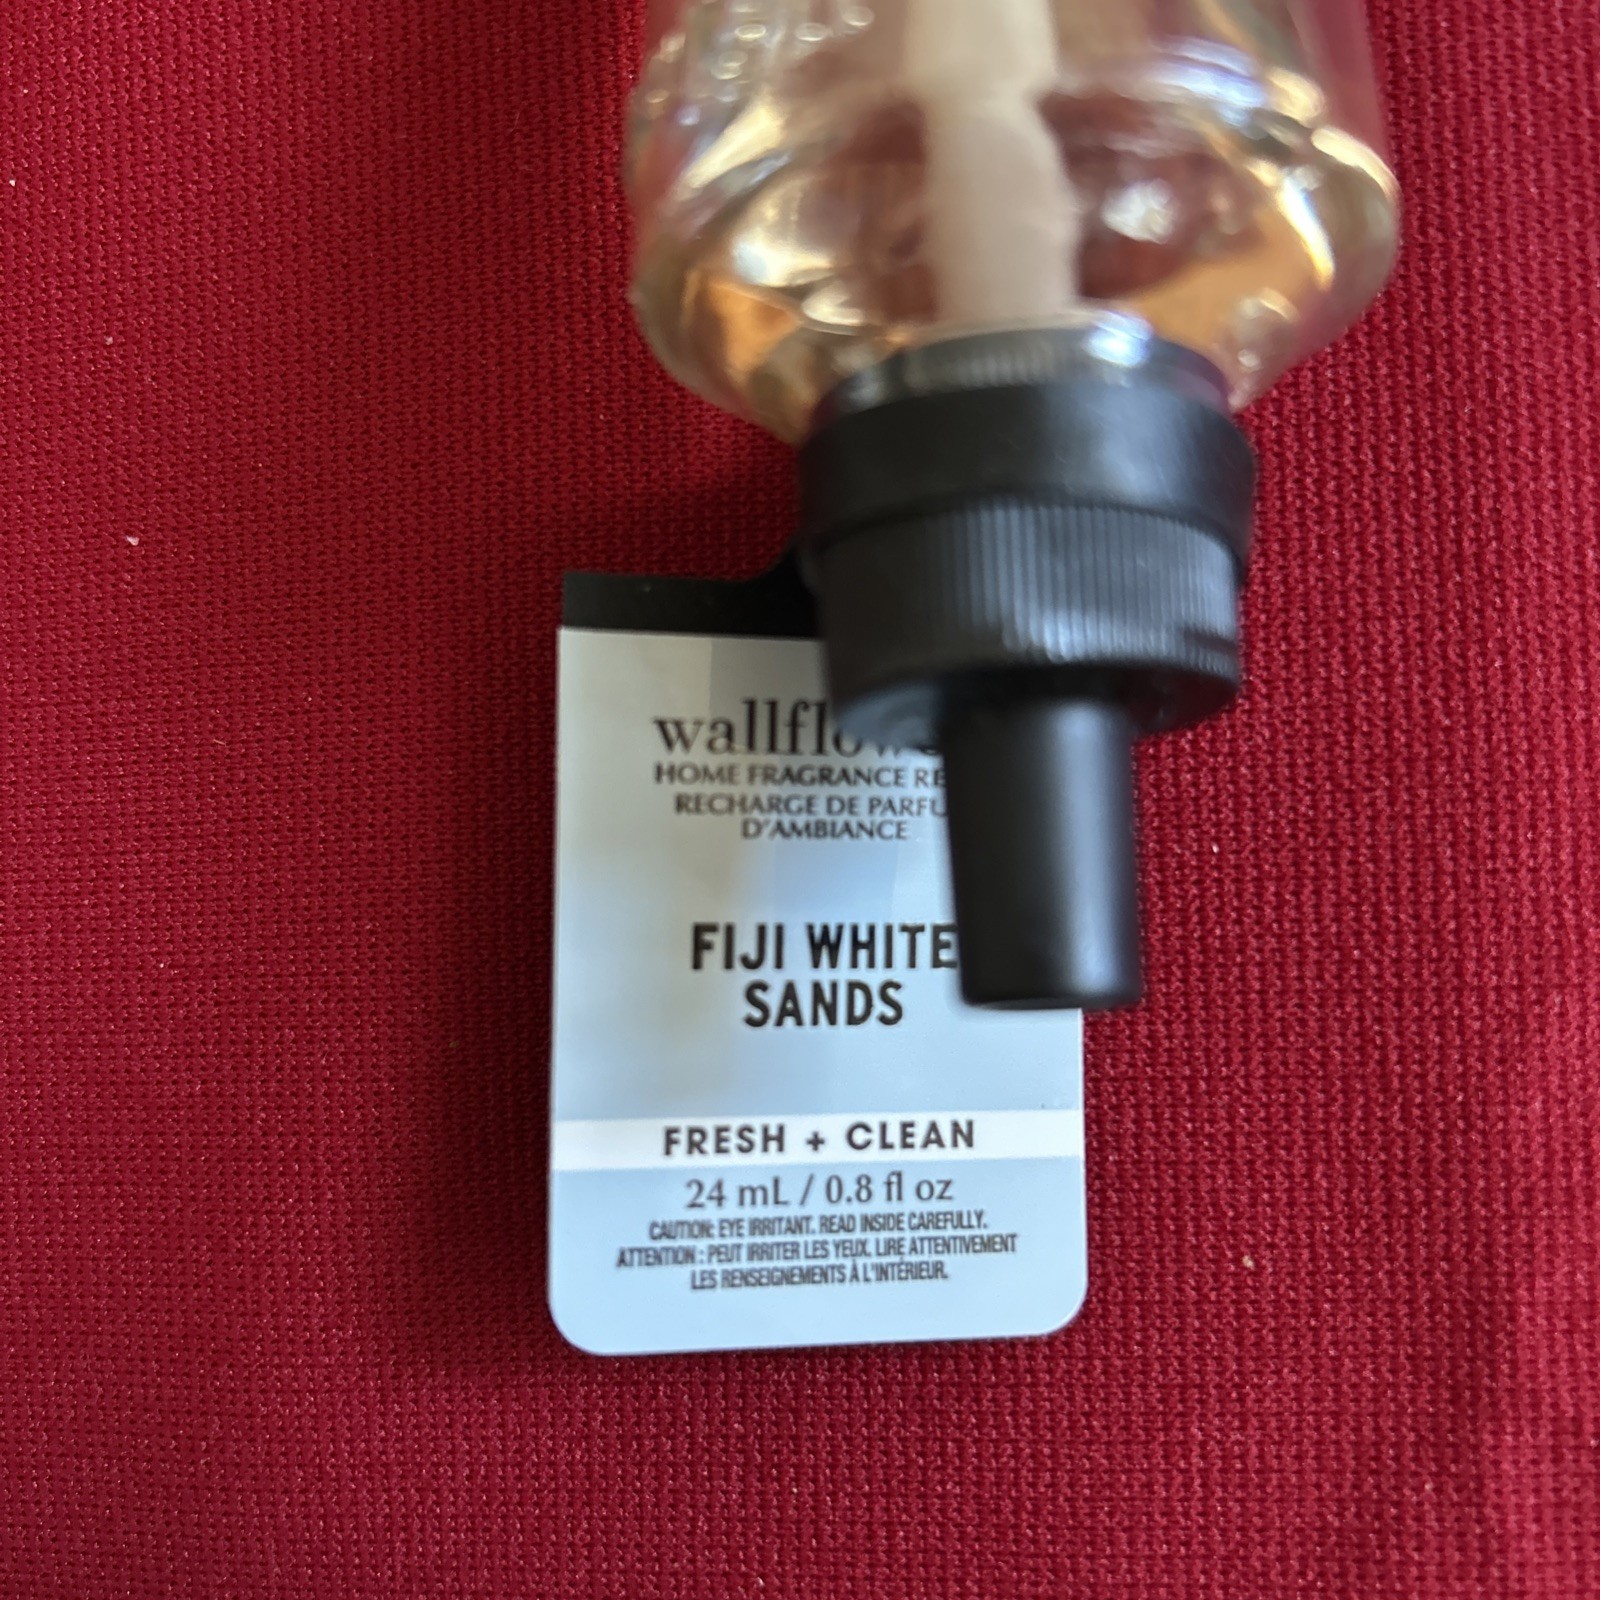 HOME FRAGRANCE
RECHARGE DE
D'AMBIANCE
FIJI WHITE
SANDS
FRESH + CLEAN
24 mL / 0.8 fl oz
CAUTION: EYE IRRITANT. READ INSIDE CAREFULLY.
ATTENTION : PEUT IRRITER LES YEUX. LIRE ATTENTIVEMENT
LES RENSEIGNEMENTS À L'INTÉRIEUR.